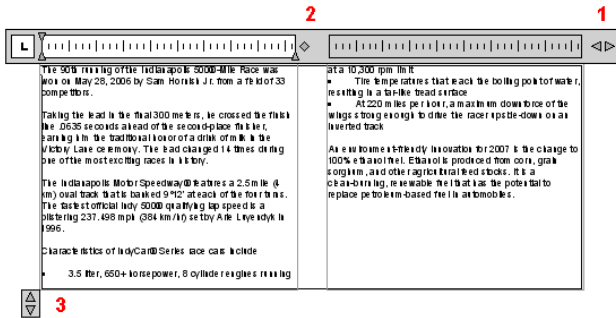 2
1
L
The 90th running of the Indianapolis 500®-Mile Race was
won on May 28, 2006 by Sam Hornish Jr. from a field of 33
competitors.
Taking the lead in the final 300 meters, he crossed the finish
line .0635 seconds ahead of the second-place finisher,
earning him the traditional honor of a drink of milk in the
Victory Lane ceremony. The lead changed 14 times during
one of the most exciting races in history.
The Indianapolis Motor Speedway® features a 2.5 mile (4
km) oval track that is banked 9°12' at each of the four turns.
The fastest official Indy 500® qualifying lap speed is a
blistering 237.498 mph (384 km/hr) set by Arie Luyendyk in
1996.
Characteristics of IndyCar® Series race cars include
• 3.5 liter, 650+ horsepower, 8 cylinder engines running
at a 10,300 rpm limit
• Tire temperatures that reach the boiling point of water,
resulting in a tar-like tread surface
• At 220 miles per hour, a maximum downforce of the
wings strong enough to drive the racer upside-down on an
inverted track
An environment-friendly innovation for 2007 is the change to
100% ethanol fuel. Ethanol is produced from corn, grain
sorghum, and other agricultural feed stocks. It is a
clean-burning, renewable fuel that has the potential to
replace petroleum-based fuel in automobiles.
3